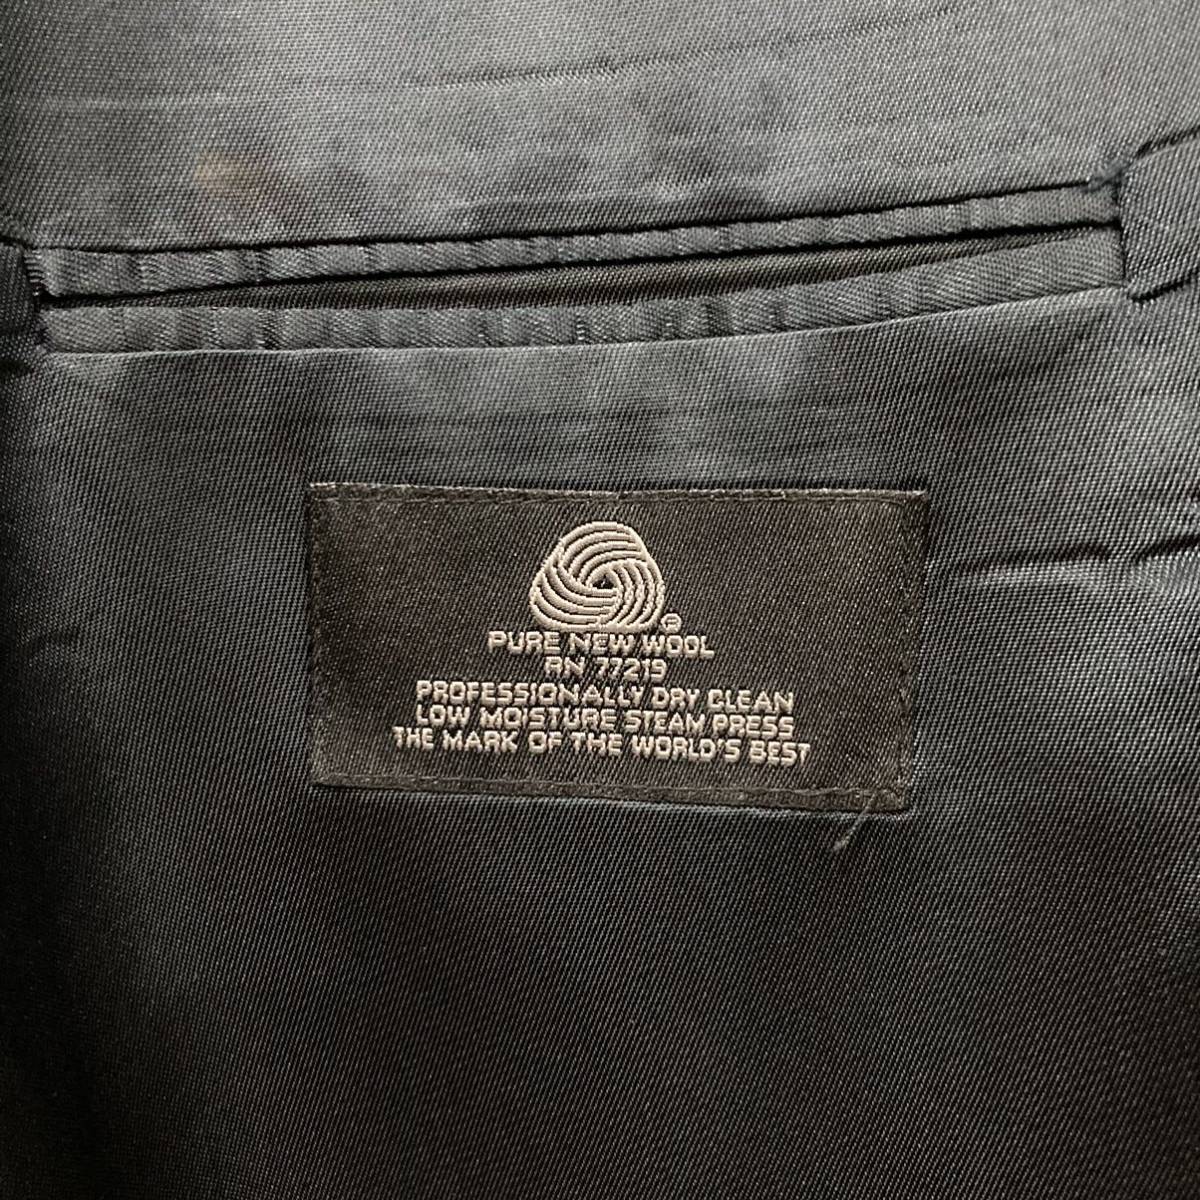 PURE NEW WOOL
RN 77219
PROFESSIONALLY DRY CLEAN
LOW MOISTURE STEAM PRESS
THE MARK OF THE WORLD'S BEST